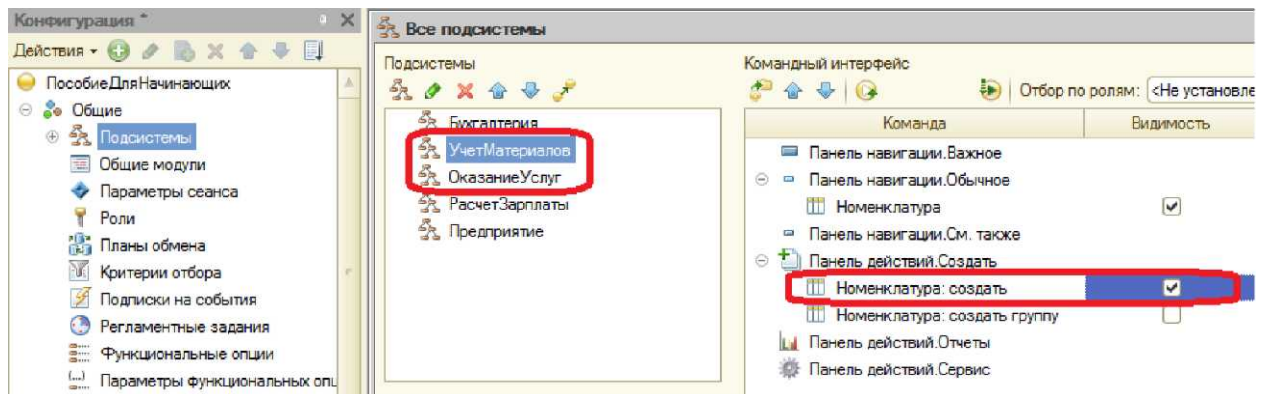 Конфигурация *
Действия
ПособиеДляНачинающих
Общие
Подсистемы
Общие модули
Параметры сеанса
Роли
Планы обмена
Критерии отбора
Подписки на события
Регламентные задания
Функциональные опции
Параметры функциональных опц
Все подсистемы
Подсистемы
Бухгалтерия
УчетМатериалов
ОказаниеУслуг
РасчетЗарплаты
Предприятие
Командный интерфейс
Отбор по ролям: <Не установле
Команда Видимость
Панель навигации.Важное
Панель навигации.Обычное
Номенклатура
Панель навигации.См. также
Панель действий.Создать
Номенклатура: создать
Номенклатура: создать группу
Панель действий.Отчеты
Панель действий.Сервис